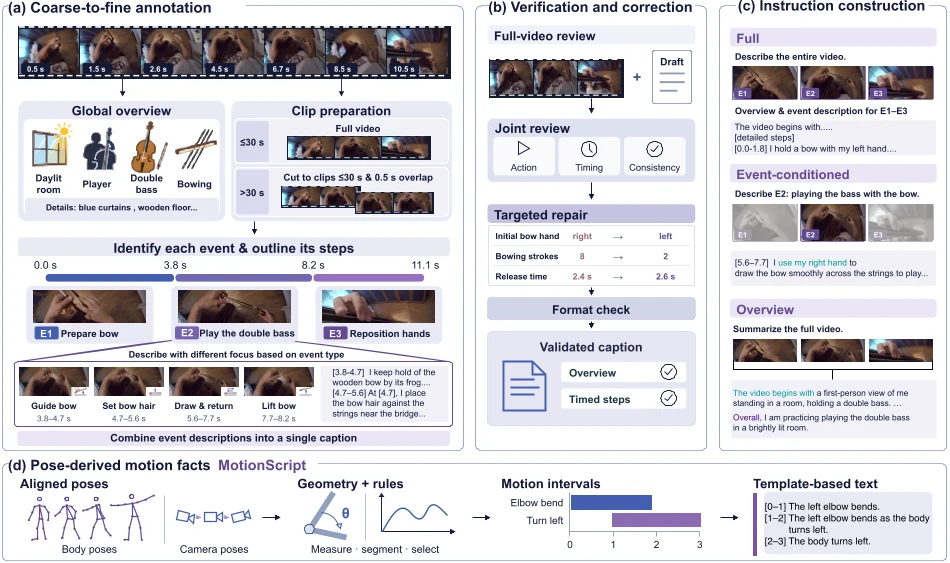 (a) Coarse-to-fine annotation
0.5 s
1.5 s
2.6 s
4.5 s
6.7 s
8.5 s
10.5 s
Global overview
Daylit
room
Player
Double
bass
Bowing
Details: blue curtains , wooden floor...
Clip preparation
≤30 s
Full video
>30 s
Cut to clips ≤30 s & 0.5 s overlap
Identify each event & outline its steps
0.0 s
3.8 s
8.2 s
11.1 s
E1 Prepare bow
E2 Play the double bass
E3 Reposition hands
Describe with different focus based on event type
Guide bow
3.8–4.7 s
Set bow hair
4.7–5.6 s
Draw & return
5.6–7.7 s
Lift bow
7.7–8.2 s
[3.8-4.7] I keep hold of the
wooden bow by its frog....
[4.7–5.6] At [4.7], I place
the bow hair against the
strings near the bridge...
Combine event descriptions into a single caption
(b) Verification and correction
Full-video review
+
Draft
Joint review
Action
Timing
Consistency
Targeted repair
Initial bow hand right → left
Bowing strokes 8 → 2
Release time 2.4 s → 2.6 s
Format check
Validated caption
Overview
Timed steps
(c) Instruction construction
Full
Describe the entire video.
E1
E2
E3
Overview & event description for E1–E3
The video begins with.....
[detailed steps]
[0.0-1.8] I hold a bow with my left hand....
Event-conditioned
Describe E2: playing the bass with the bow.
E1
E2
E3
[5.6–7.7] I use my right hand to
draw the bow smoothly across the strings to play...
Overview
Summarize the full video.
The video begins with a first-person view of me
standing in a room, holding a double bass. ...
Overall, I am practicing playing the double bass
in a brightly lit room.
(d) Pose-derived motion facts MotionScript
Aligned poses
Body poses
Camera poses
Geometry + rules
θ
Measure · segment · select
Motion intervals
Elbow bend
Turn left
0 1 2 3
Template-based text
[0–1] The left elbow bends.
[1–2] The left elbow bends as the body
turns left.
[2–3] The body turns left.